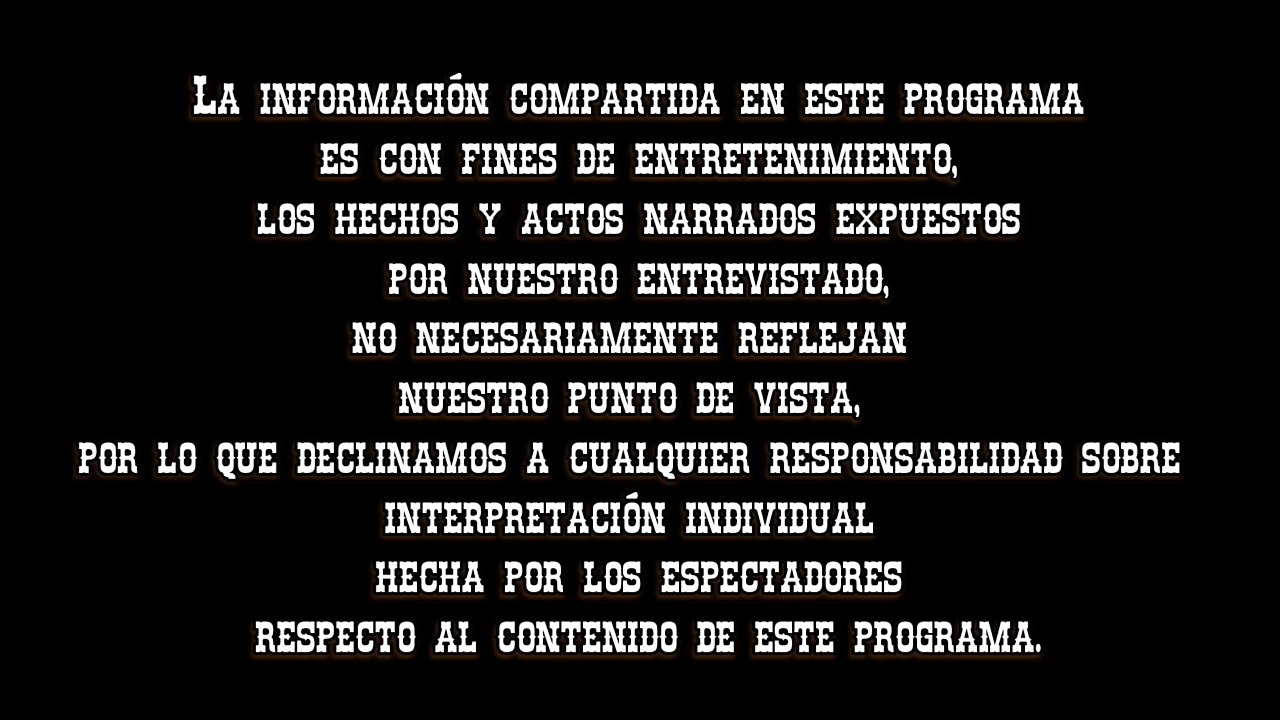 La información compartida en este programa
es con fines de entretenimiento,
los hechos y actos narrados expuestos
por nuestro entrevistado,
no necesariamente reflejan
nuestro punto de vista,
por lo que declinamos a cualquier responsabilidad sobre
interpretación individual
hecha por los espectadores
respecto al contenido de este programa.